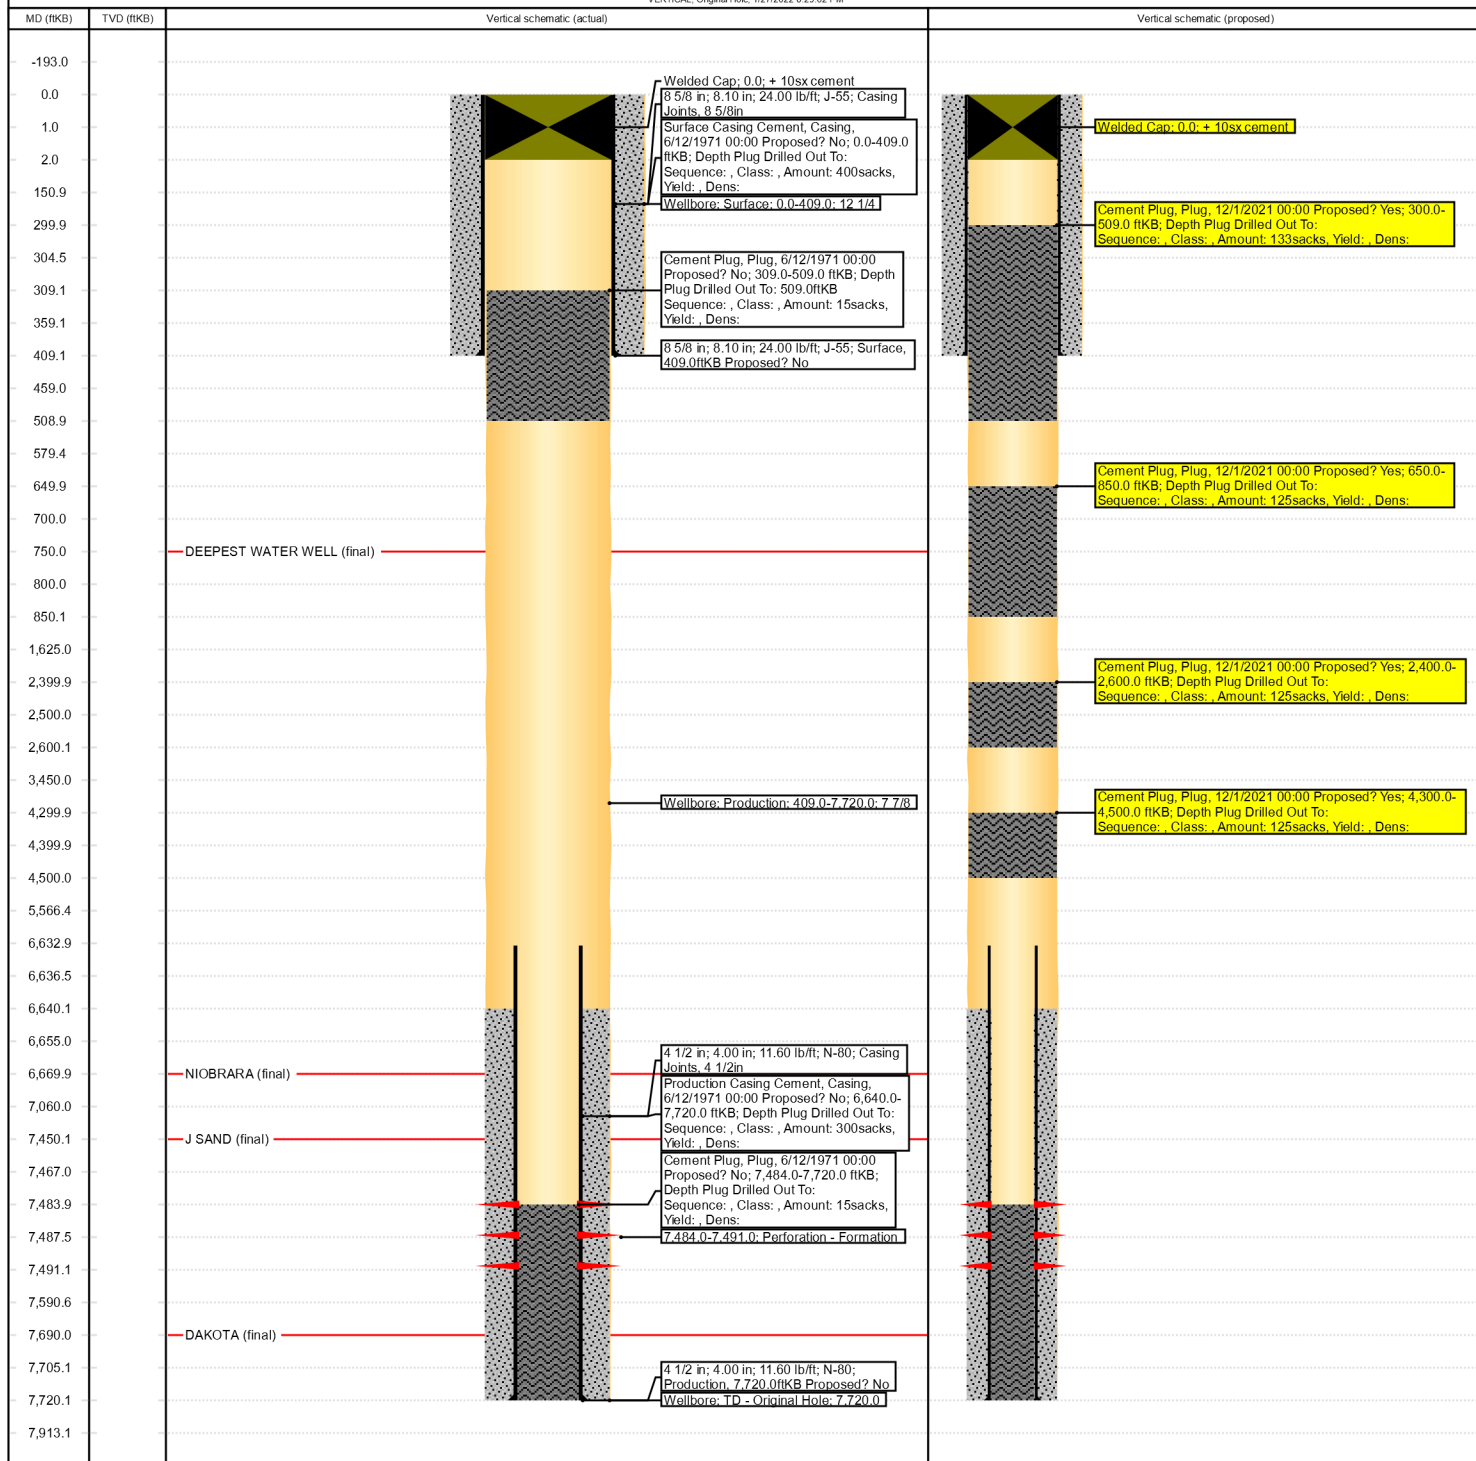 MD (ftKB)
TVD (ftKB)
Vertical schematic (actual)
Vertical schematic (proposed)
-193.0
0.0
1.0
2.0
150.9
299.9
304.5
309.1
359.1
409.1
459.0
508.9
579.4
649.9
700.0
750.0
800.0
850.1
1,625.0
2,399.9
2,500.0
2,600.1
3,450.0
4,299.9
4,399.9
4,500.0
5,566.4
6,632.9
6,636.5
6,640.1
6,655.0
6,669.9
7,060.0
7,450.1
7,467.0
7,483.9
7,487.5
7,491.1
7,590.6
7,690.0
7,705.1
7,720.1
7,913.1
DEEPEST WATER WELL (final)
NIOBRARA (final)
J SAND (final)
DAKOTA (final)
Welded Cap; 0.0; + 10sx cement
8 5/8 in; 8.10 in; 24.00 lb/ft; J-55; Casing
Joints, 8 5/8in
Surface Casing Cement, Casing,
6/12/1971 00:00 Proposed? No; 0.0-409.0
ftKB; Depth Plug Drilled Out To:
Sequence: , Class: , Amount: 400sacks,
Yield: , Dens:
Wellbore; Surface; 0.0-409.0; 12 1/4
Cement Plug, Plug, 6/12/1971 00:00
Proposed? No; 309.0-509.0 ftKB; Depth
Plug Drilled Out To: 509.0ftKB
Sequence: , Class: , Amount: 15sacks,
Yield: , Dens:
8 5/8 in; 8.10 in; 24.00 lb/ft; J-55; Surface,
409.0ftKB Proposed? No
Wellbore; Production; 409.0-7,720.0; 7 7/8
4 1/2 in; 4.00 in; 11.60 lb/ft; N-80; Casing
Joints, 4 1/2in
Production Casing Cement, Casing,
6/12/1971 00:00 Proposed? No; 6,640.0-
7,720.0 ftKB; Depth Plug Drilled Out To:
Sequence: , Class: , Amount: 300sacks,
Yield: , Dens:
Cement Plug, Plug, 6/12/1971 00:00
Proposed? No; 7,484.0-7,720.0 ftKB;
Depth Plug Drilled Out To:
Sequence: , Class: , Amount: 15sacks,
Yield: , Dens:
7,484.0-7,491.0; Perforation - Formation
4 1/2 in; 4.00 in; 11.60 lb/ft; N-80;
Production, 7,720.0ftKB Proposed? No
Wellbore; TD - Original Hole; 7,720.0
Welded Cap; 0.0; + 10sx cement
Cement Plug, Plug, 12/1/2021 00:00 Proposed? Yes; 300.0-
509.0 ftKB; Depth Plug Drilled Out To:
Sequence: , Class: , Amount: 133sacks, Yield: , Dens:
Cement Plug, Plug, 12/1/2021 00:00 Proposed? Yes; 650.0-
850.0 ftKB; Depth Plug Drilled Out To:
Sequence: , Class: , Amount: 125sacks, Yield: , Dens:
Cement Plug, Plug, 12/1/2021 00:00 Proposed? Yes; 2,400.0-
2,600.0 ftKB; Depth Plug Drilled Out To:
Sequence: , Class: , Amount: 125sacks, Yield: , Dens:
Cement Plug, Plug, 12/1/2021 00:00 Proposed? Yes; 4,300.0-
4,500.0 ftKB; Depth Plug Drilled Out To:
Sequence: , Class: , Amount: 125sacks, Yield: , Dens: